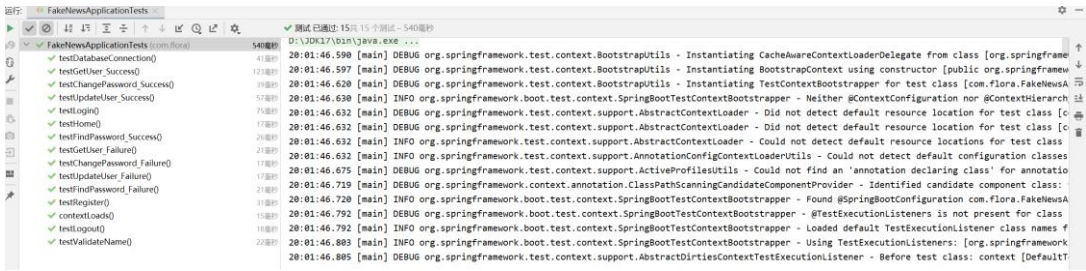 运行: FakeNewsApplicationTests
测试 已通过: 15共 15 个测试 – 540毫秒
FakeNewsApplicationTests (com.flora) 540毫秒
D:\JDK17\bin\java.exe ...
testDatabaseConnection() 41毫秒
20:01:46.590 [main] DEBUG org.springframework.test.context.BootstrapUtils - Instantiating CacheAwareContextLoaderDelegate from class [org.springframe
testGetUser_Success() 123毫秒
20:01:46.597 [main] DEBUG org.springframework.test.context.BootstrapUtils - Instantiating BootstrapContext using constructor [public org.springframew
testChangePassword_Success() 39毫秒
20:01:46.620 [main] DEBUG org.springframework.test.context.BootstrapUtils - Instantiating TestContextBootstrapper for test class [com.flora.FakeNewsA
testUpdateUser_Success() 57毫秒
20:01:46.630 [main] INFO org.springframework.boot.test.context.SpringBootTestContextBootstrapper - Neither @ContextConfiguration nor @ContextHierarch
testLogin() 75毫秒
20:01:46.632 [main] DEBUG org.springframework.test.context.support.AbstractContextLoader - Did not detect default resource location for test class [c
testHome() 17毫秒
20:01:46.632 [main] DEBUG org.springframework.test.context.support.AbstractContextLoader - Did not detect default resource location for test class [c
testFindPassword_Success() 26毫秒
20:01:46.632 [main] INFO org.springframework.test.context.support.AbstractContextLoader - Could not detect default resource locations for test class
testGetUser_Failure() 21毫秒
20:01:46.632 [main] INFO org.springframework.test.context.support.AnnotationConfigContextLoaderUtils - Could not detect default configuration classes
testChangePassword_Failure() 17毫秒
20:01:46.675 [main] DEBUG org.springframework.test.context.support.ActiveProfilesUtils - Could not find an 'annotation declaring class' for annotatio
testUpdateUser_Failure() 17毫秒
20:01:46.719 [main] DEBUG org.springframework.context.annotation.ClassPathScanningCandidateComponentProvider - Identified candidate component class:
testFindPassword_Failure() 21毫秒
20:01:46.720 [main] INFO org.springframework.boot.test.context.SpringBootTestContextBootstrapper - Found @SpringBootConfiguration com.flora.FakeNewsA
testRegister() 31毫秒
20:01:46.792 [main] DEBUG org.springframework.boot.test.context.SpringBootTestContextBootstrapper - @TestExecutionListeners is not present for class
contextLoads() 15毫秒
20:01:46.792 [main] INFO org.springframework.boot.test.context.SpringBootTestContextBootstrapper - Loaded default TestExecutionListener class names f
testLogout() 18毫秒
20:01:46.803 [main] INFO org.springframework.boot.test.context.SpringBootTestContextBootstrapper - Using TestExecutionListeners: [org.springframework
testValidateName() 22毫秒
20:01:46.805 [main] DEBUG org.springframework.test.context.support.AbstractDirtiesContextTestExecutionListener - Before test class: context [DefaultT